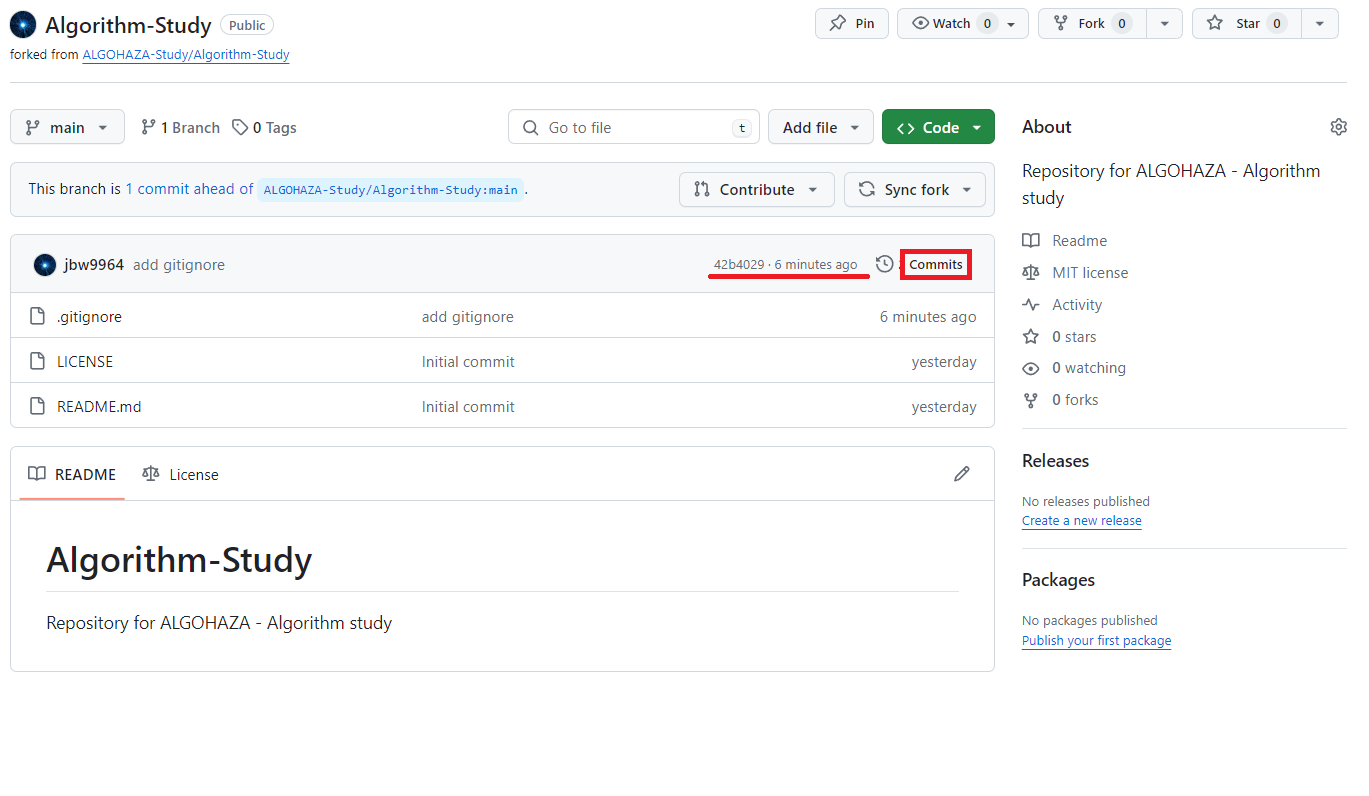 Algorithm-Study Public
Pin Watch 0 Fork 0 Star 0
forked from ALGOHAZA-Study/Algorithm-Study
main 1 Branch 0 Tags Go to file t Add file Code
This branch is 1 commit ahead of ALGOHAZA-Study/Algorithm-Study:main .
Contribute Sync fork
jbw9964 add gitignore 42b4029 · 6 minutes ago Commits
.gitignore add gitignore 6 minutes ago
LICENSE Initial commit yesterday
README.md Initial commit yesterday
README License
Algorithm-Study
Repository for ALGOHAZA - Algorithm study
About
Repository for ALGOHAZA - Algorithm
study
Readme
MIT license
Activity
0 stars
0 watching
0 forks
Releases
No releases published
Create a new release
Packages
No packages published
Publish your first package